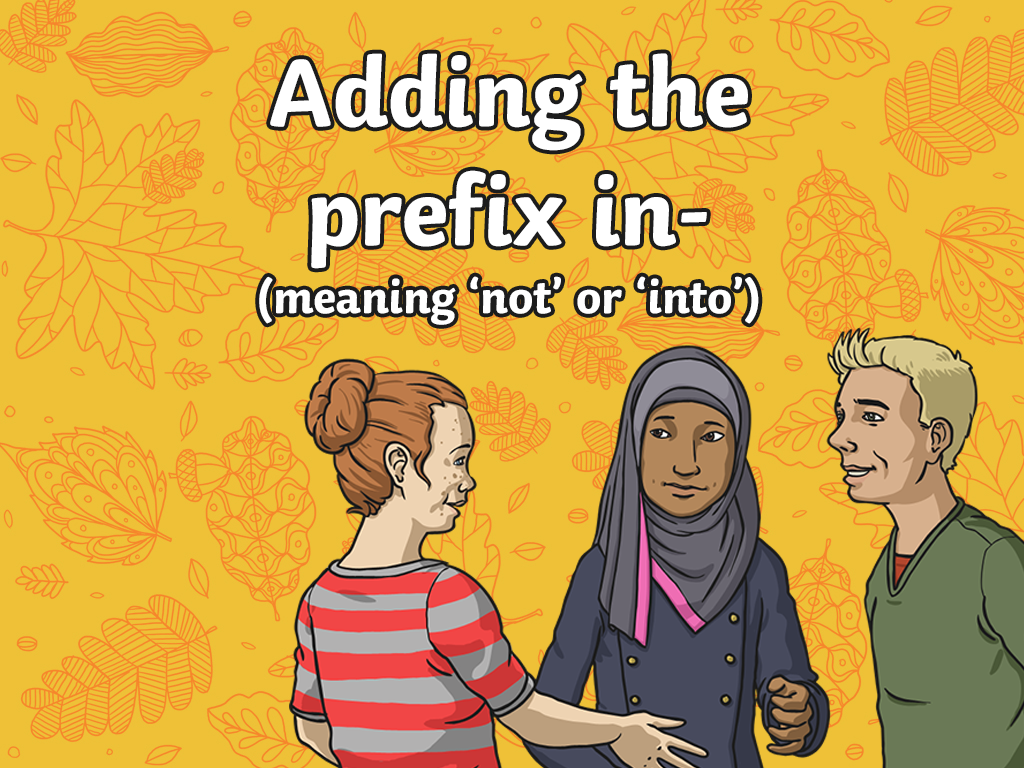 Adding the
prefix in-
(meaning ‘not’ or ‘into’)